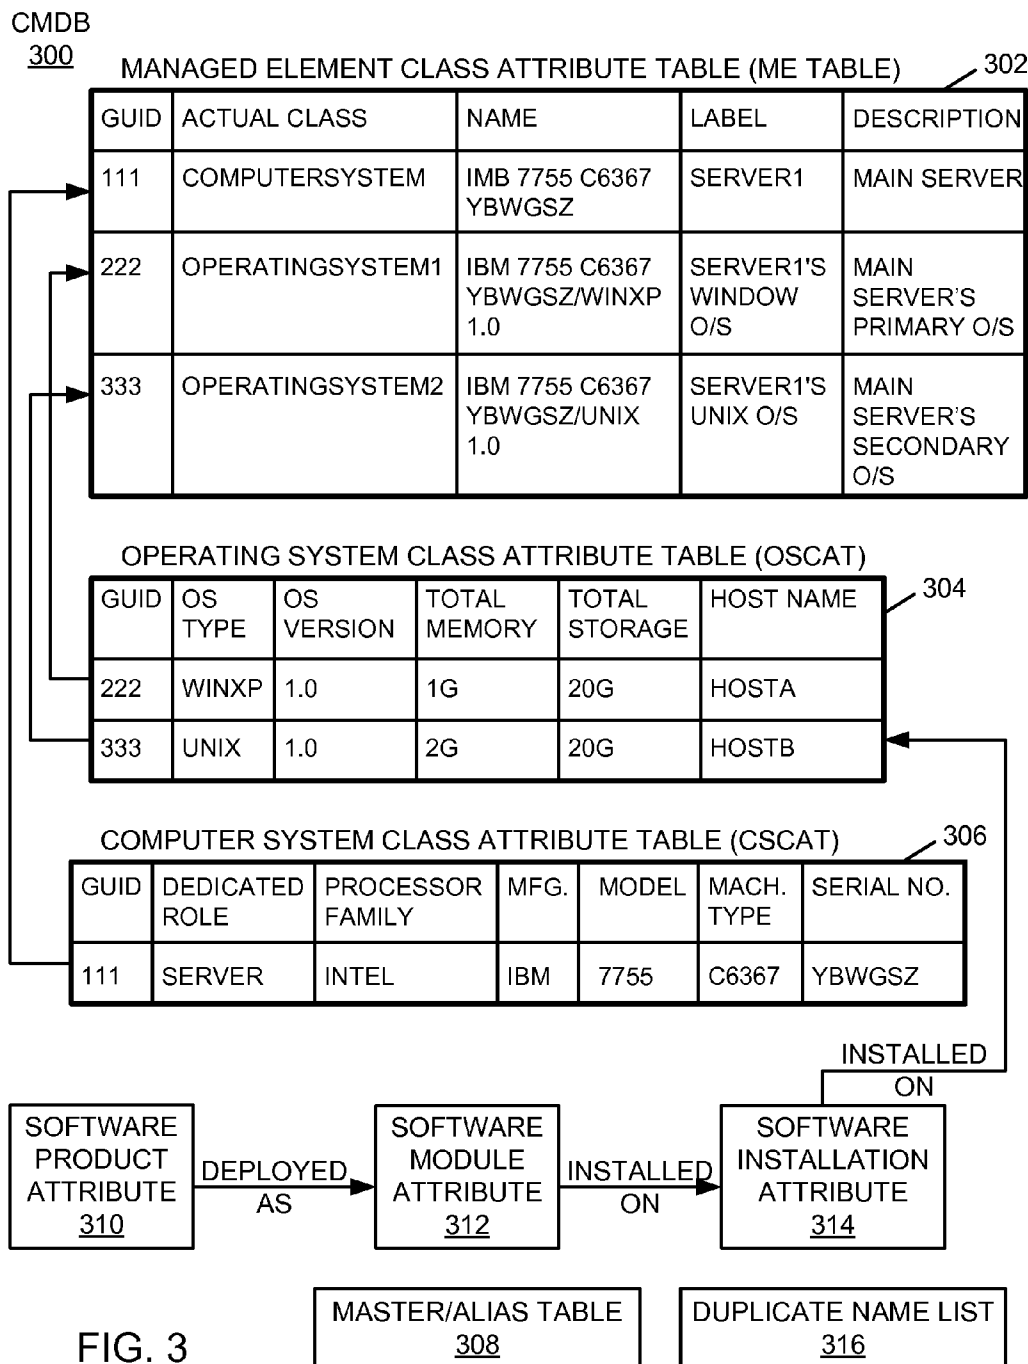 CMDB
300
MANAGED ELEMENT CLASS ATTRIBUTE TABLE (ME TABLE)
302
GUID ACTUAL CLASS NAME LABEL DESCRIPTION
111 COMPUTERSYSTEM IMB 7755 C6367 SERVER1 MAIN SERVER
YBWGSZ
222 OPERATINGSYSTEM1 IBM 7755 C6367 SERVER1'S MAIN
YBWGSZ/WINXP WINDOW SERVER'S
1.0 O/S PRIMARY O/S
333 OPERATINGSYSTEM2 IBM 7755 C6367 SERVER1'S MAIN
YBWGSZ/UNIX UNIX O/S SERVER'S
1.0 SECONDARY
O/S
OPERATING SYSTEM CLASS ATTRIBUTE TABLE (OSCAT)
304
GUID OS OS TOTAL TOTAL HOST NAME
TYPE VERSION MEMORY STORAGE
222 WINXP 1.0 1G 20G HOSTA
333 UNIX 1.0 2G 20G HOSTB
COMPUTER SYSTEM CLASS ATTRIBUTE TABLE (CSCAT)
306
GUID DEDICATED PROCESSOR MFG. MODEL MACH. SERIAL NO.
ROLE FAMILY TYPE
111 SERVER INTEL IBM 7755 C6367 YBWGSZ
INSTALLED
ON
SOFTWARE
PRODUCT
ATTRIBUTE
310
DEPLOYED
AS
SOFTWARE
MODULE
ATTRIBUTE
312
INSTALLED
ON
SOFTWARE
INSTALLATION
ATTRIBUTE
314
MASTER/ALIAS TABLE
308
DUPLICATE NAME LIST
316
FIG. 3